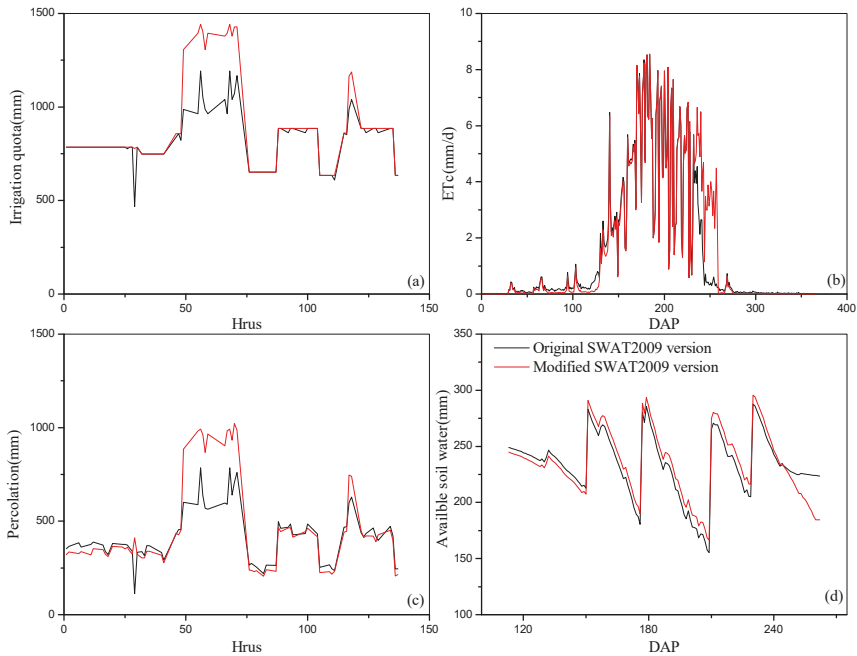 1500
1000
500
0
Irrigation quota(mm)
0
50
100
150
Hrus
(a)
10
8
6
4
2
0
ETc(mm/d)
0
100
200
300
400
DAP
(b)
1500
1000
500
0
Percolation(mm)
0
50
100
150
Hrus
(c)
350
300
250
200
150
100
Availble soil water(mm)
Original SWAT2009 version
Modified SWAT2009 version
120
180
240
DAP
(d)